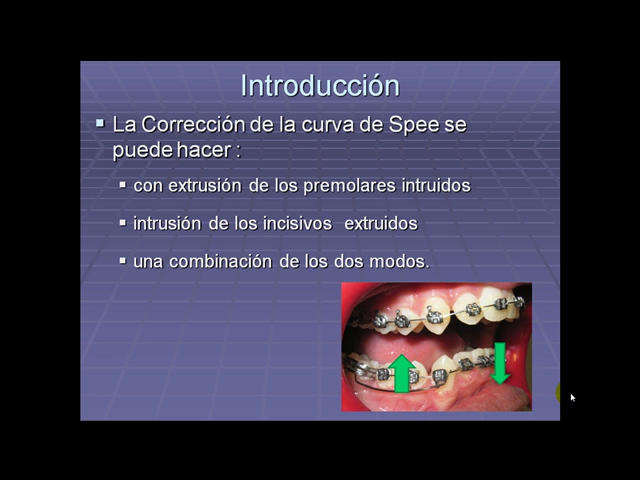 Introducción
La Corrección de la curva de Spee se
puede hacer :
con extrusión de los premolares intruidos
intrusión de los incisivos extruidos
una combinación de los dos modos.